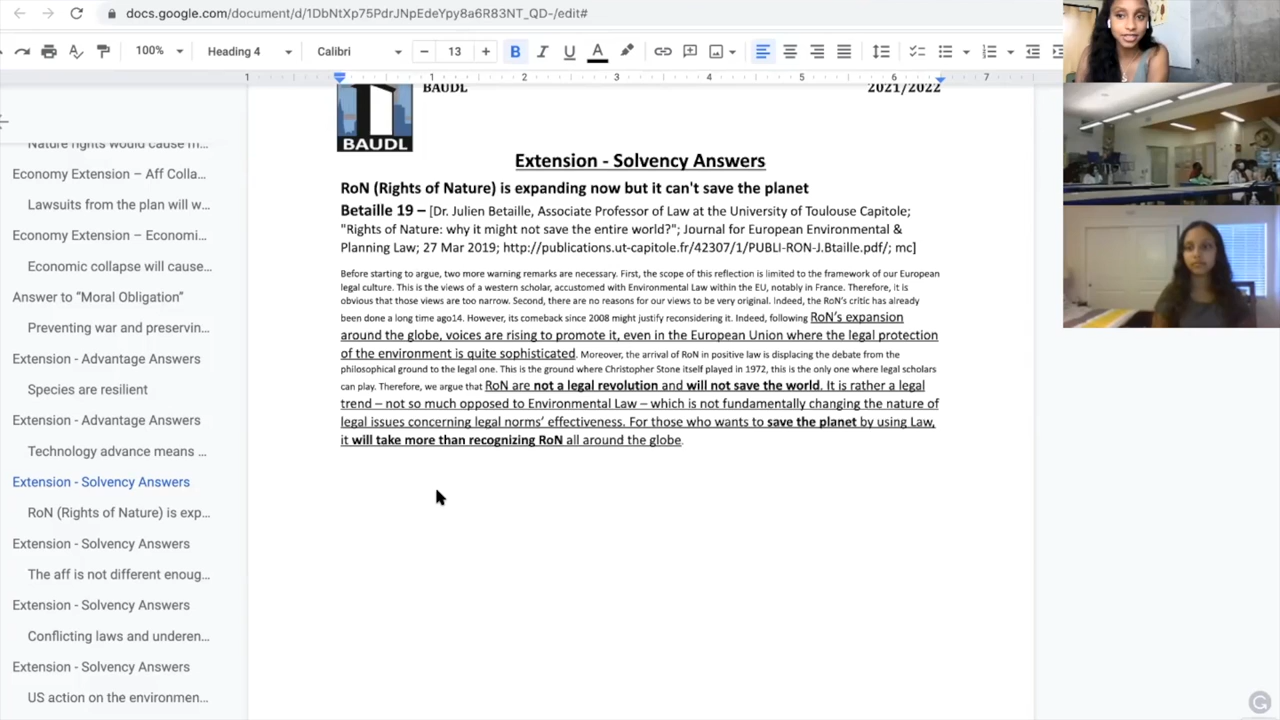 docs.google.com/document/d/1DbNtXp75PdrJNpEdeYpy8a6R83NT_QD-/edit#
100%
Heading 4
Calibri
13
B
I
U
A
1 1 2 3 4 5 6 7
BAUDL
2021/2022
BAUDL
Nature rights would cause m...
Economy Extension – Aff Colla...
Lawsuits from the plan will w...
Economy Extension – Economi...
Economic collapse will cause...
Answer to “Moral Obligation”
Preventing war and preservin...
Extension - Advantage Answers
Species are resilient
Extension - Advantage Answers
Technology advance means ...
Extension - Solvency Answers
RoN (Rights of Nature) is exp...
Extension - Solvency Answers
The aff is not different enoug...
Extension - Solvency Answers
Conflicting laws and underen...
Extension - Solvency Answers
US action on the environmen...
Extension - Solvency Answers
RoN (Rights of Nature) is expanding now but it can't save the planet
Betaille 19 – [Dr. Julien Betaille, Associate Professor of Law at the University of Toulouse Capitole;
"Rights of Nature: why it might not save the entire world?"; Journal for European Environmental &
Planning Law; 27 Mar 2019; http://publications.ut-capitole.fr/42307/1/PUBLI-RON-J.Btaille.pdf/; mc]
Before starting to argue, two more warning remarks are necessary. First, the scope of this reflection is limited to the framework of our European
legal culture. This is the views of a western scholar, accustomed with Environmental Law within the EU, notably in France. Therefore, it is
obvious that those views are too narrow. Second, there are no reasons for our views to be very original. Indeed, the RoN’s critic has already
been done a long time ago14. However, its comeback since 2008 might justify reconsidering it. Indeed, following RoN’s expansion
around the globe, voices are rising to promote it, even in the European Union where the legal protection
of the environment is quite sophisticated. Moreover, the arrival of RoN in positive law is displacing the debate from the
philosophical ground to the legal one. This is the ground where Christopher Stone itself played in 1972, this is the only one where legal scholars
can play. Therefore, we argue that RoN are not a legal revolution and will not save the world. It is rather a legal
trend – not so much opposed to Environmental Law – which is not fundamentally changing the nature of
legal issues concerning legal norms’ effectiveness. For those who wants to save the planet by using Law,
it will take more than recognizing RoN all around the globe.